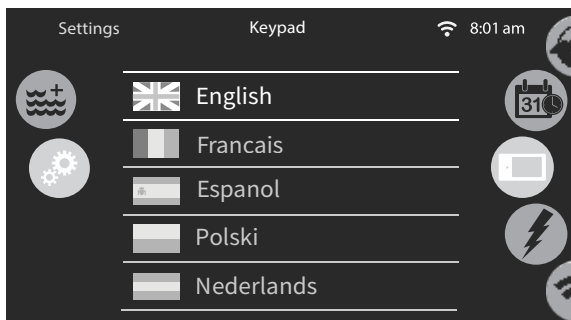 Settings Keypad 8:01 am
31
English
Francais
Espanol
Polski
Nederlands